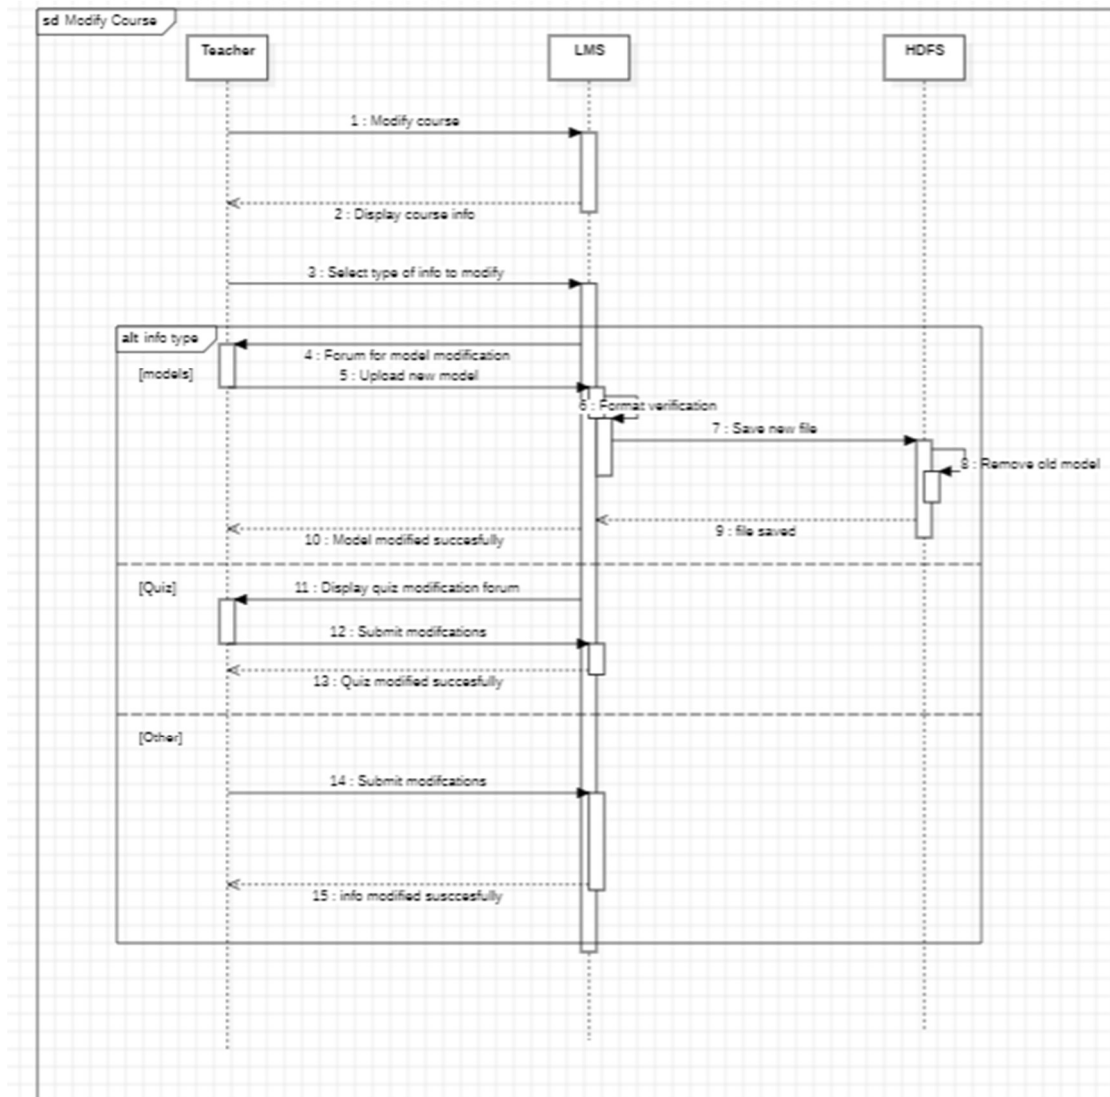 sd Modify Course
Teacher
LMS
HDFS
1 : Modify course
2 : Display course info
3 : Select type of info to modify
alt info type
4 : Forum for model modification
[models]
5 : Upload new model
6 : Format verification
7 : Save new file
8 : Remove old model
9 : file saved
10 : Model modified succesfully
[Quiz]
11 : Display quiz modification forum
12 : Submit modifcations
13 : Quiz modified succesfully
[Other]
14 : Submit modifcations
15 : info modified susccesfully